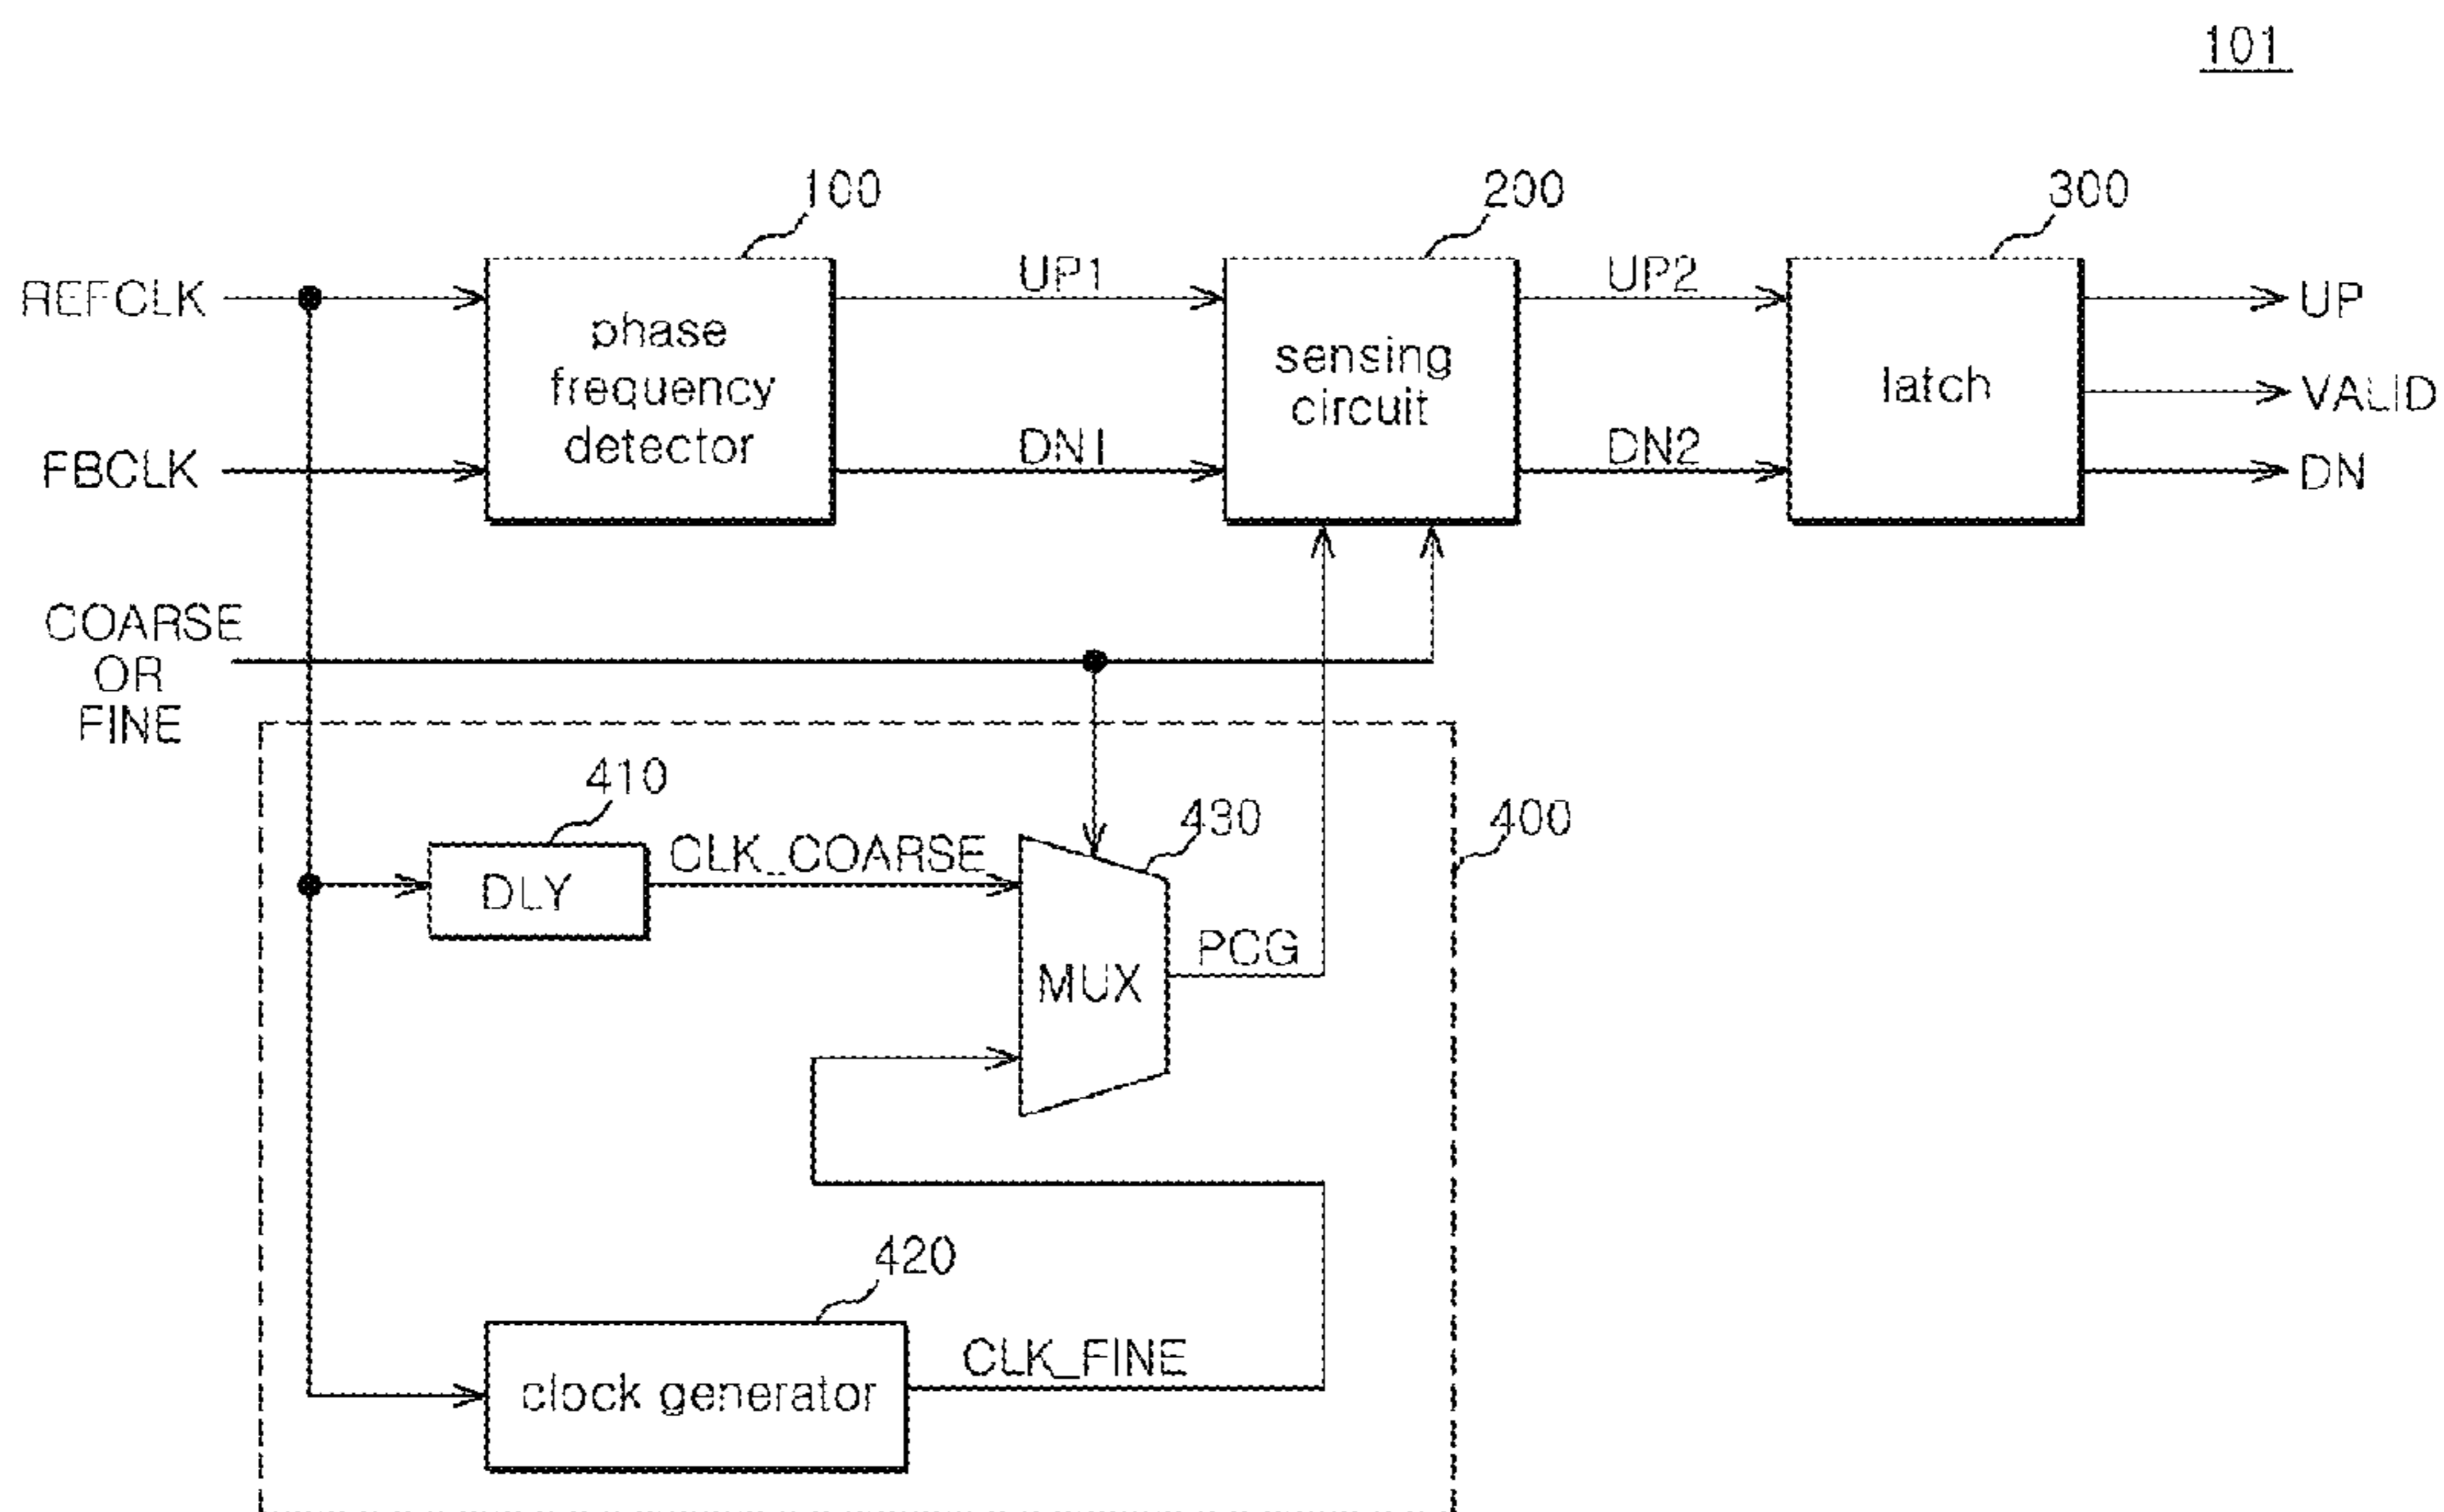 101
100
200
300
REFCLK
UP1
UP2
UP
phase
frequency
detector
sensing
circuit
latch
VALID
FBCLK
DN1
DN2
DN
COARSE
OR
FINE
410
CLK_COARSE
430
400
DLY
PCG
MUX
420
CLK_FINE
clock generator